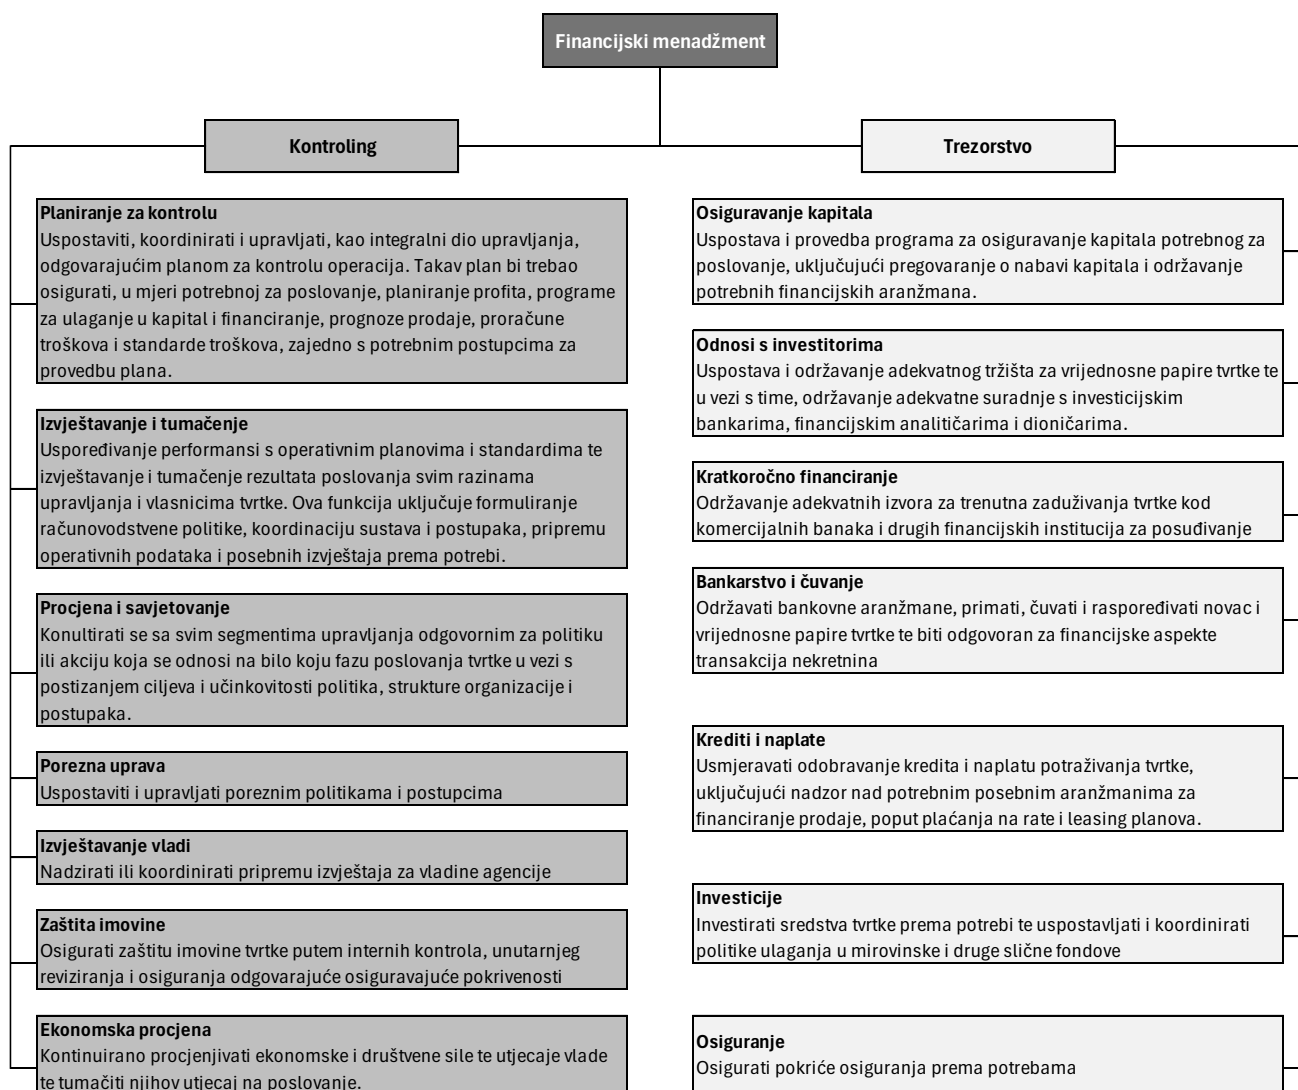 Financijski menadžment
Kontroling
Planiranje za kontrolu
Uspostaviti, koordinirati i upravljati, kao integralni dio upravljanja,
odgovarajućim planom za kontrolu operacija. Takav plan bi trebao
osigurati, u mjeri potrebnoj za poslovanje, planiranje profita, programe
za ulaganje u kapital i financiranje, prognoze prodaje, proračune
troškova i standarde troškova, zajedno s potrebnim postupcima za
provedbu plana.
Izvještavanje i tumačenje
Uspoređivanje performansi s operativnim planovima i standardima te
izvještavanje i tumačenje rezultata poslovanja svim razinama
upravljanja i vlasnicima tvrtke. Ova funkcija uključuje formuliranje
računovodstvene politike, koordinaciju sustava i postupaka, pripremu
operativnih podataka i posebnih izvještaja prema potrebi.
Procjena i savjetovanje
Konultirati se sa svim segmentima upravljanja odgovornim za politiku
ili akciju koja se odnosi na bilo koju fazu poslovanja tvrtke u vezi s
postizanjem ciljeva i učinkovitosti politika, strukture organizacije i
postupaka.
Porezna uprava
Uspostaviti i upravljati poreznim politikama i postupcima
Izvještavanje vladi
Nadzirati ili koordinirati pripremu izvještaja za vladine agencije
Zaštita imovine
Osigurati zaštitu imovine tvrtke putem internih kontrola, unutarnjeg
reviziranja i osiguranja odgovarajuće osiguravajuće pokrivenosti
Ekonomska procjena
Kontinuirano procjenjivati ekonomske i društvene sile te utjecaje vlade
te tumačiti njihov utjecaj na poslovanje.
Trezorstvo
Osiguravanje kapitala
Uspostava i provedba programa za osiguravanje kapitala potrebnog za
poslovanje, uključujući pregovaranje o nabavi kapitala i održavanje
potrebnih financijskih aranžmana.
Odnosi s investitorima
Uspostava i održavanje adekvatnog tržišta za vrijednosne papire tvrtke te
u vezi s time, održavanje adekvatne suradnje s investicijskim
bankarima, financijskim analitičarima i dioničarima.
Kratkoročno financiranje
Održavanje adekvatnih izvora za trenutna zaduživanja tvrtke kod
komercijalnih banaka i drugih financijskih institucija za posuđivanje
Bankarstvo i čuvanje
Održavati bankovne aranžmane, primati, čuvati i raspoređivati novac i
vrijednosne papire tvrtke te biti odgovoran za financijske aspekte
transakcija nekretnina
Krediti i naplate
Usmjeravati odobravanje kredita i naplatu potraživanja tvrtke,
uključujući nadzor nad potrebnim posebnim aranžmanima za
financiranje prodaje, poput plaćanja na rate i leasing planova.
Investicije
Investirati sredstva tvrtke prema potrebi te uspostavljati i koordinirati
politike ulaganja u mirovinske i druge slične fondove
Osiguranje
Osigurati pokriće osiguranja prema potrebama